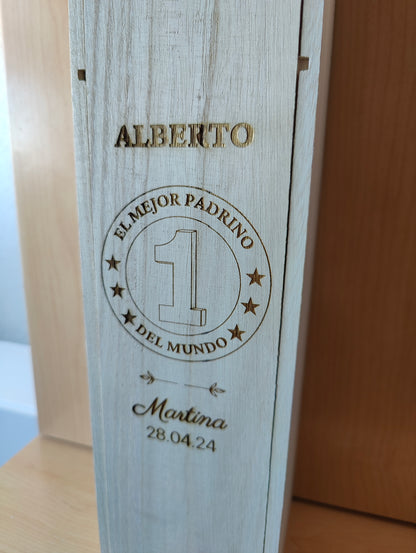 ALBERTO
EL MEJOR PADRINO
1
DEL MUNDO
Martina
28.04.24